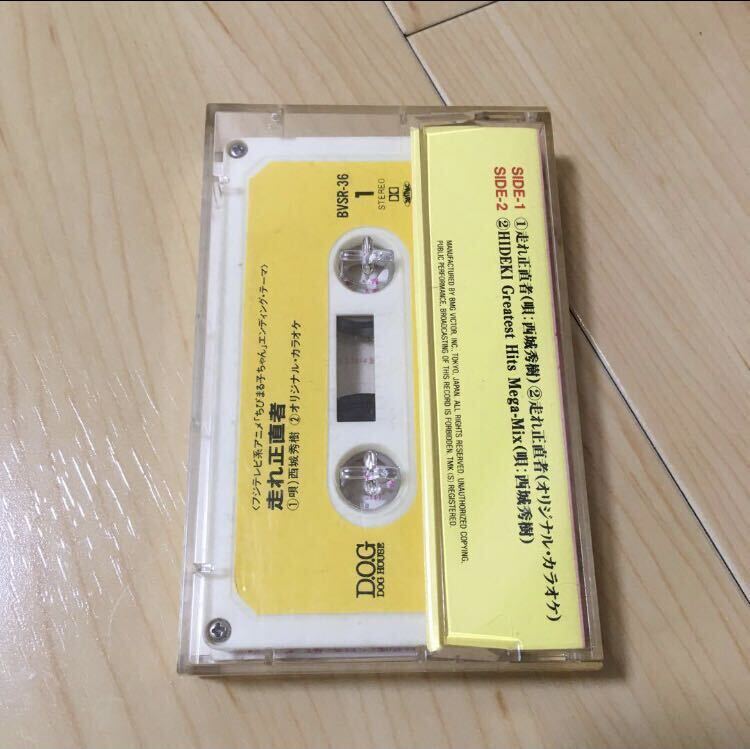 SIDE-1 ①走れ正直者(唄:西城秀樹)②走れ正直者(オリジナル・カラオケ)
SIDE-2 ②HIDEKI Greatest Hits Mega-Mix(唄:西城秀樹)
MANUFACTURED BY BMG VICTOR, INC., TOKYO, JAPAN. ALL RIGHTS RESERVED. UNAUTHORIZED COPYING,
PUBLIC PERFORMANCE, BROADCASTING OF THIS RECORD IS FORBIDDEN. TMK (S) REGISTERED.
BVSR-36
1
STEREO
〈フジテレビ系アニメ「ちびまる子ちゃん」エンディング・テーマ〉
走れ正直者
①唄)西城秀樹 ②オリジナル・カラオケ
D.O.G
DOG HOUSE